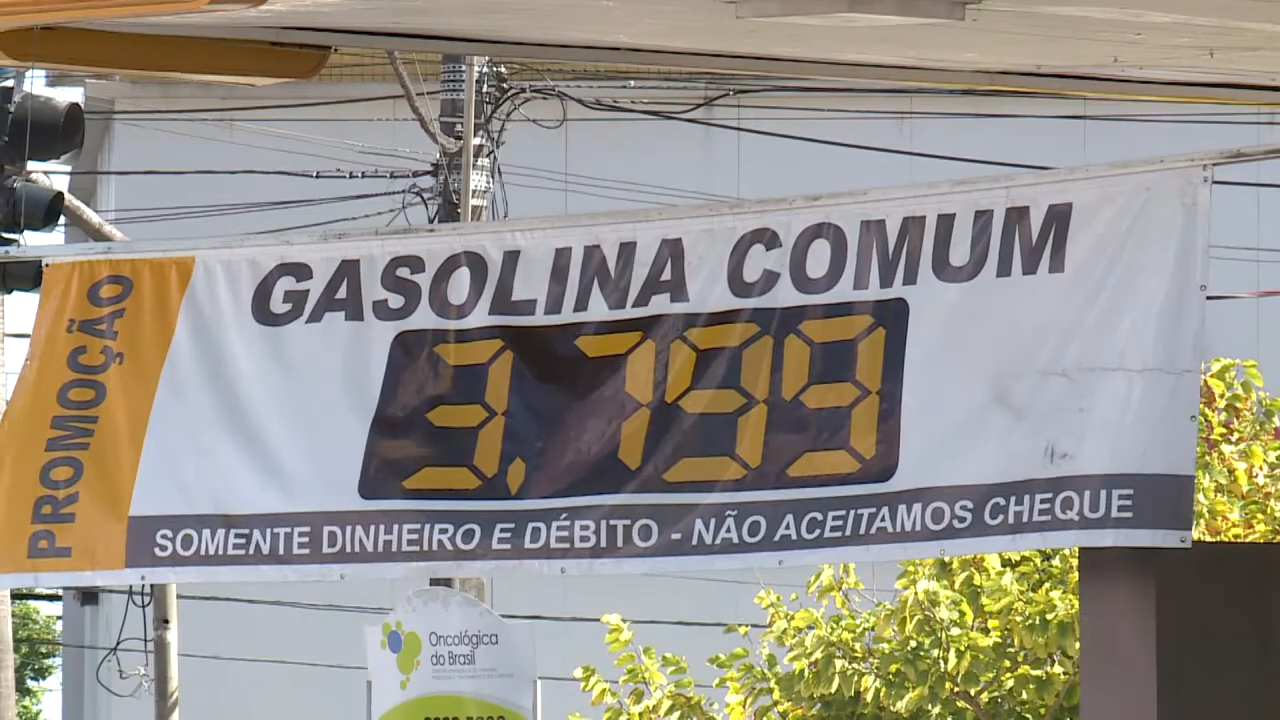 PROMOÇÃO
GASOLINA COMUM
3,799
SOMENTE DINHEIRO E DÉBITO - NÃO ACEITAMOS CHEQUE
Oncológica
do Brasil